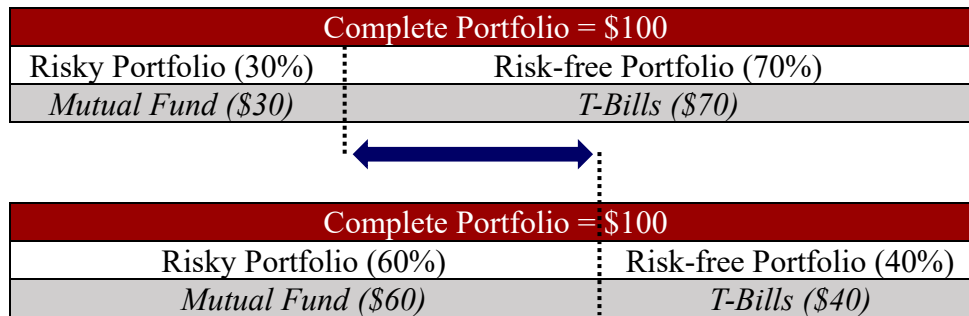 Complete Portfolio = $100
Risky Portfolio (30%) Risk-free Portfolio (70%)
Mutual Fund ($30) T-Bills ($70)
Complete Portfolio = $100
Risky Portfolio (60%) Risk-free Portfolio (40%)
Mutual Fund ($60) T-Bills ($40)